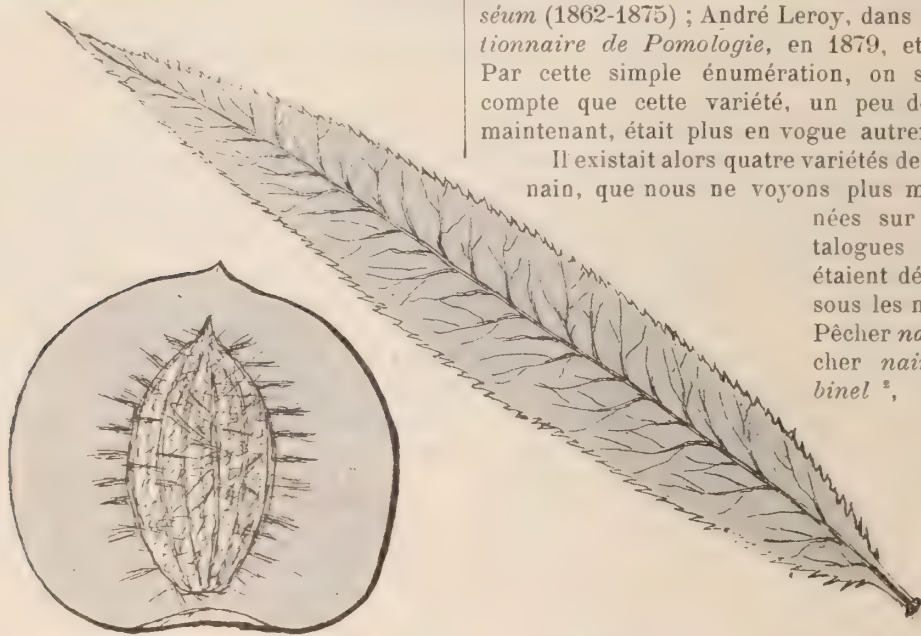 séum (1862-1875) ; André Leroy, dans
tionnaire de Pomologie, en 1879, et
Par cette simple énumération, on s
compte que cette variété, un peu d
maintenant, était plus en vogue autre
Il existait alors quatre variétés de
nain, que nous ne voyons plus m
nées sur
talogues
étaient dé
sous les n
Pêcher na
cher nai
binel ²,